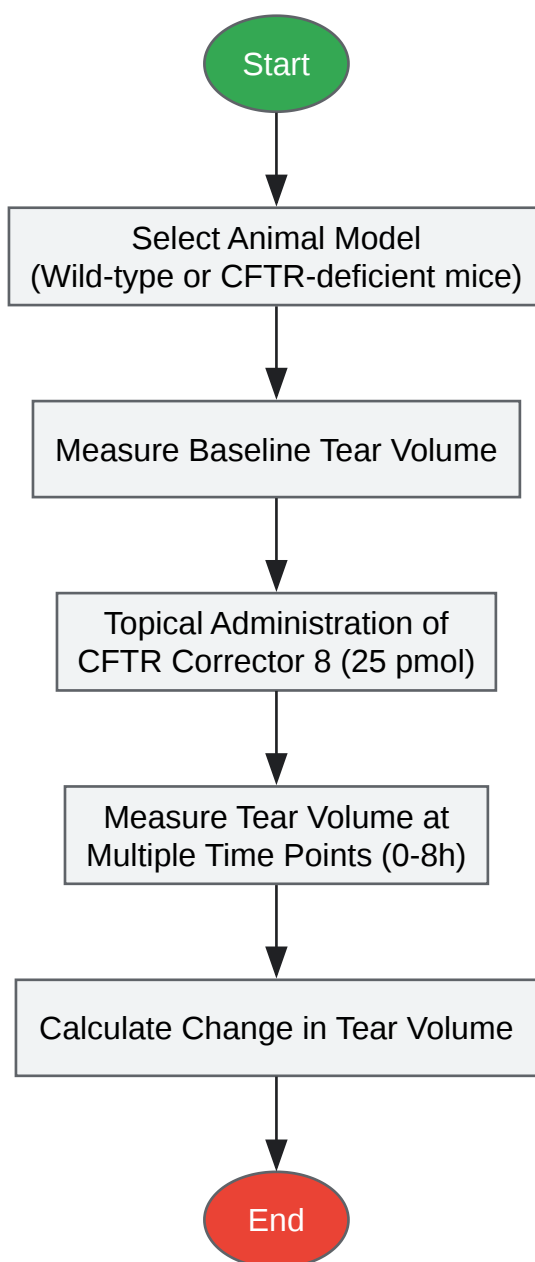 Start
Select Animal Model
(Wild-type or CFTR-deficient mice)
Measure Baseline Tear Volume
Topical Administration of
CFTR Corrector 8 (25 pmol)
Measure Tear Volume at
Multiple Time Points (0-8h)
Calculate Change in Tear Volume
End